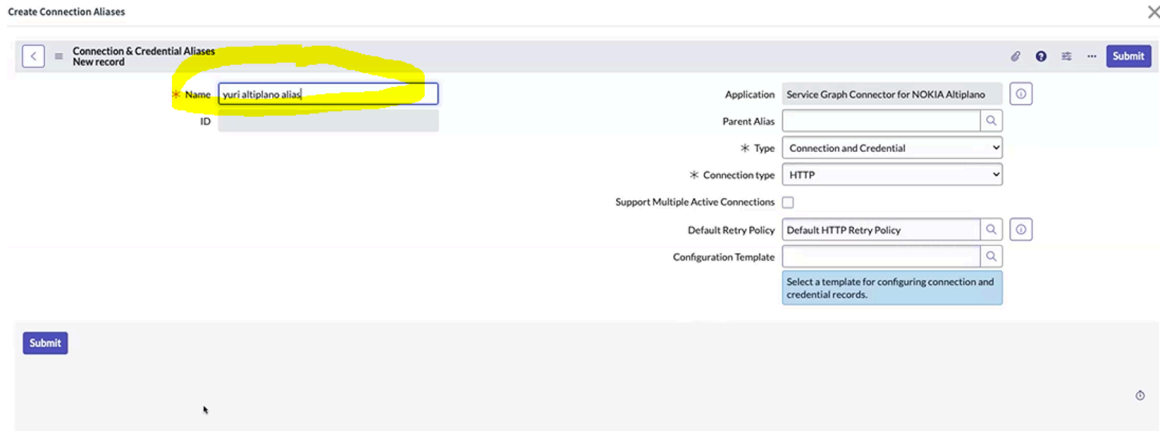 Create Connection Aliases
Connection & Credential Aliases
New record
Submit
* Name yuri altiplano alias
ID
Application Service Graph Connector for NOKIA Altiplano
Parent Alias
* Type Connection and Credential
* Connection type HTTP
Support Multiple Active Connections
Default Retry Policy Default HTTP Retry Policy
Configuration Template
Select a template for configuring connection and
credential records.
Submit